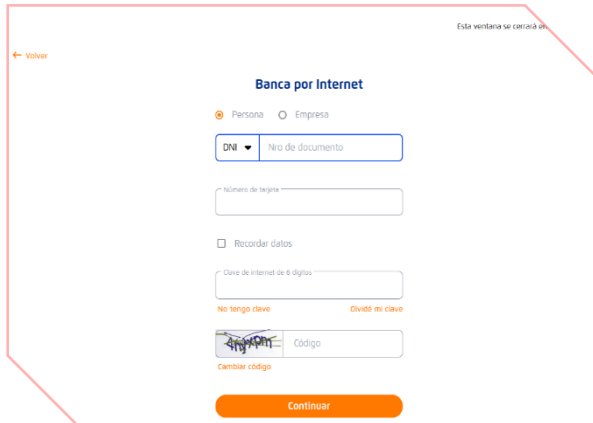 Esta ventana se cerrará en
← Volver
Banca por Internet
Persona Empresa
DNI Nro de documento
Número de tarjeta
Recordar datos
Clave de internet de 6 dígitos
No tengo clave Olvidé mi clave
Código
Cambiar código
Continuar